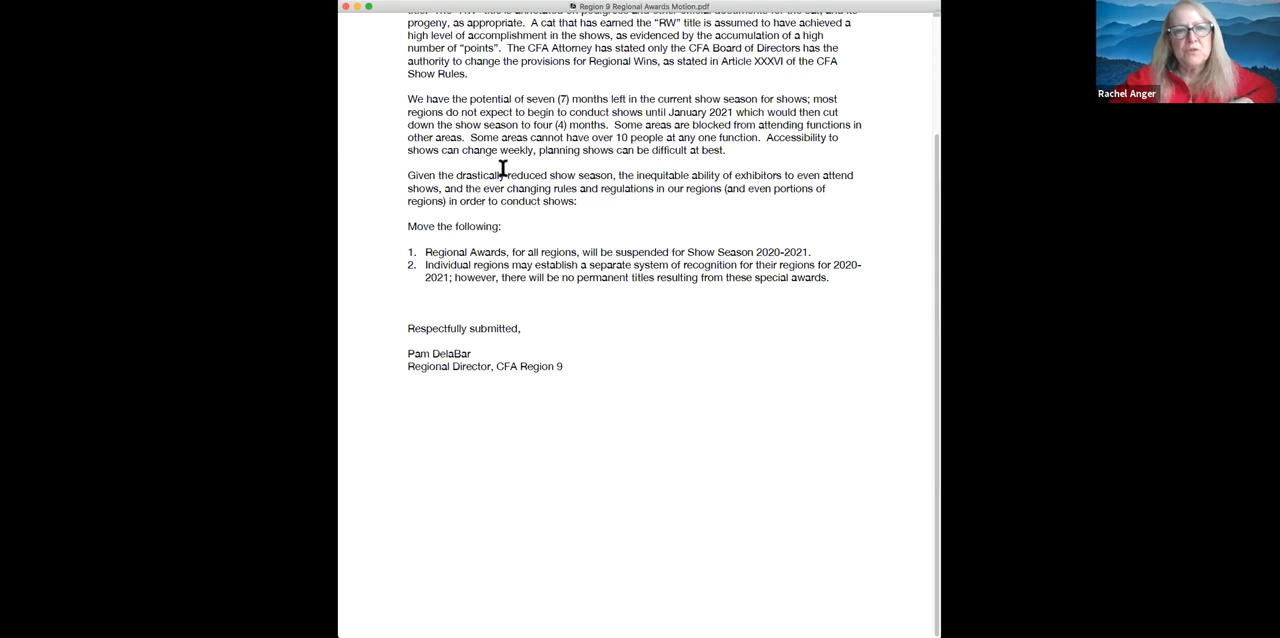 Region 9 Regional Awards Motion.pdf
progeny, as appropriate. A cat that has earned the “RW” title is assumed to have achieved a
high level of accomplishment in the shows, as evidenced by the accumulation of a high
number of “points”. The CFA Attorney has stated only the CFA Board of Directors has the
authority to change the provisions for Regional Wins, as stated in Article XXXVI of the CFA
Show Rules.
We have the potential of seven (7) months left in the current show season for shows; most
regions do not expect to begin to conduct shows until January 2021 which would then cut
down the show season to four (4) months. Some areas are blocked from attending functions in
other areas. Some areas cannot have over 10 people at any one function. Accessibility to
shows can change weekly, planning shows can be difficult at best.
Given the drastically reduced show season, the inequitable ability of exhibitors to even attend
shows, and the ever changing rules and regulations in our regions (and even portions of
regions) in order to conduct shows:
Move the following:
1. Regional Awards, for all regions, will be suspended for Show Season 2020-2021.
2. Individual regions may establish a separate system of recognition for their regions for 2020-
2021; however, there will be no permanent titles resulting from these special awards.
Respectfully submitted,
Pam DelaBar
Regional Director, CFA Region 9
Rachel Anger